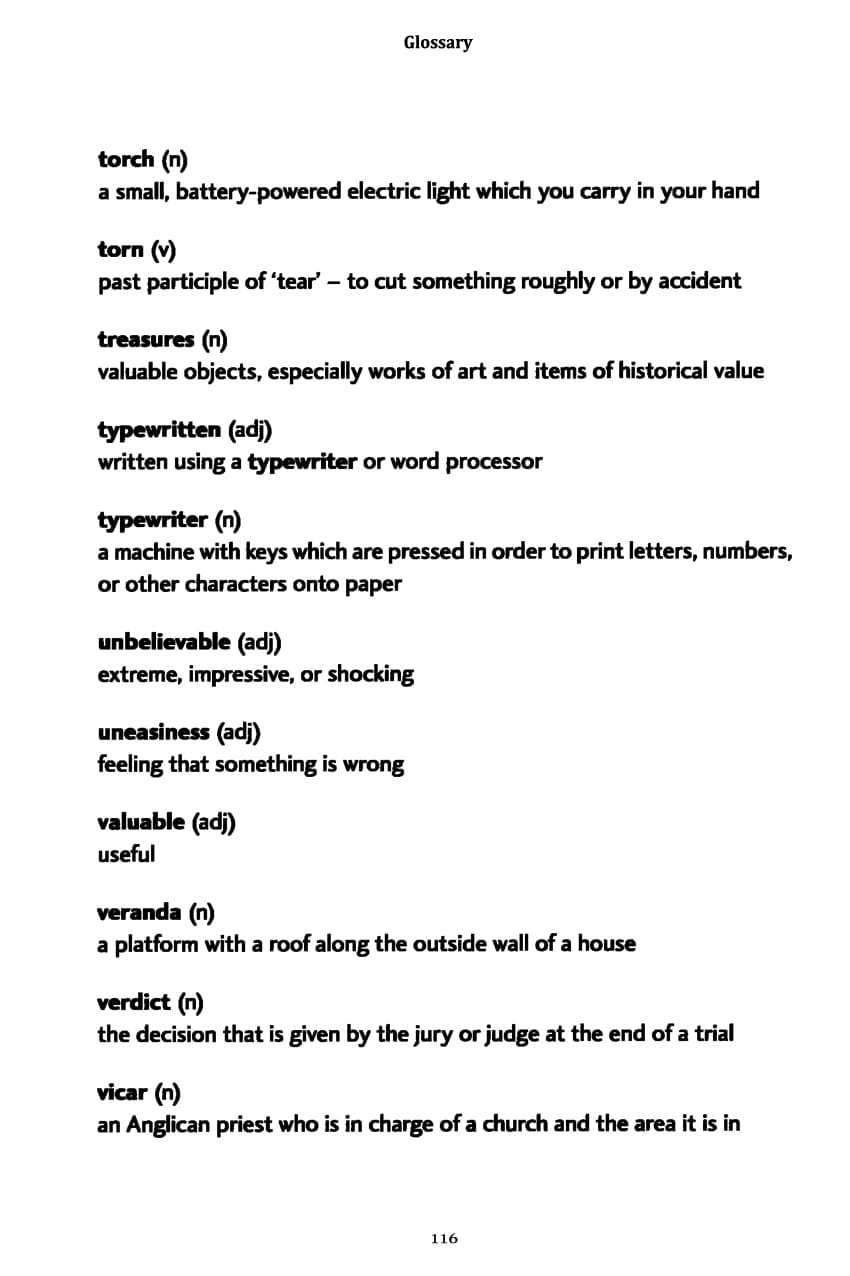 Glossary
torch (n)
a small, battery-powered electric light which you carry in your hand
torn (v)
past participle of ‘tear’ – to cut something roughly or by accident
treasures (n)
valuable objects, especially works of art and items of historical value
typewritten (adj)
written using a typewriter or word processor
typewriter (n)
a machine with keys which are pressed in order to print letters, numbers,
or other characters onto paper
unbelievable (adj)
extreme, impressive, or shocking
uneasiness (adj)
feeling that something is wrong
valuable (adj)
useful
veranda (n)
a platform with a roof along the outside wall of a house
verdict (n)
the decision that is given by the jury or judge at the end of a trial
vicar (n)
an Anglican priest who is in charge of a church and the area it is in
116